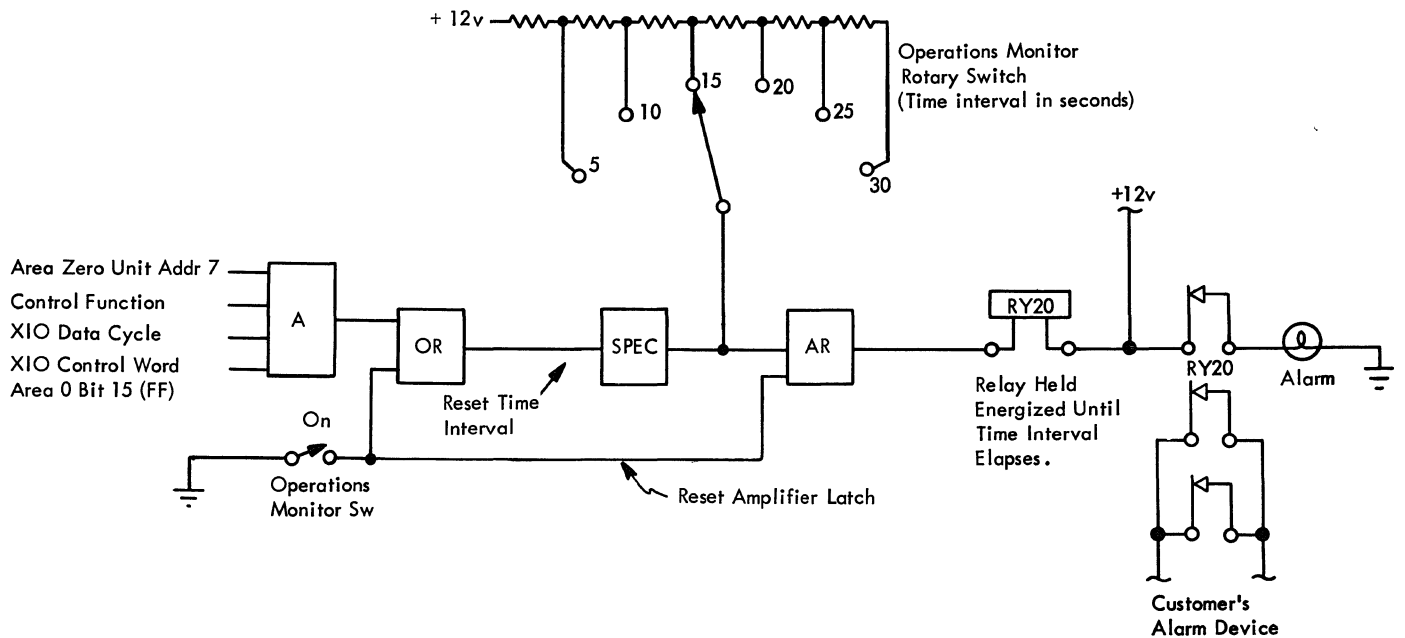 + 12v
Operations Monitor
Rotary Switch
(Time interval in seconds)
5
10
15
20
25
30
+12v
Area Zero Unit Addr 7
Control Function
XIO Data Cycle
XIO Control Word
Area 0 Bit 15 (FF)
A
OR
SPEC
AR
RY20
RY20
Alarm
Reset Time
Interval
Relay Held
Energized Until
Time Interval
Elapses.
On
Operations
Monitor Sw
Reset Amplifier Latch
Customer's
Alarm Device